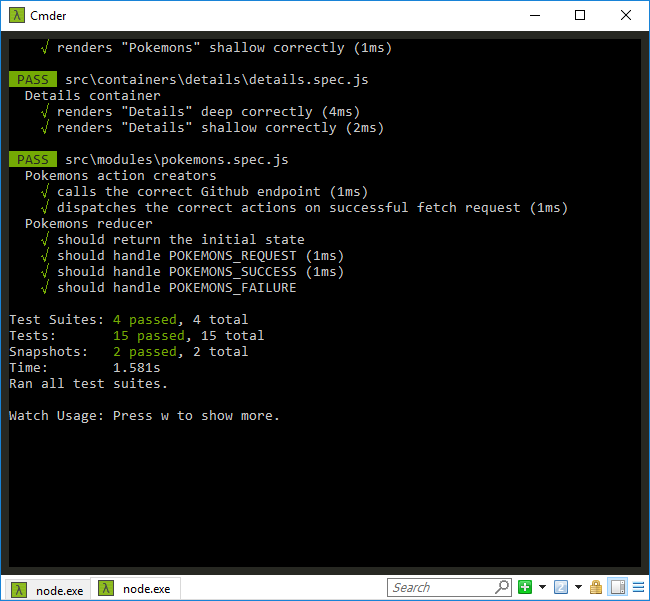 Cmder
√ renders "Pokemons" shallow correctly (1ms)
PASS src\containers\details\details.spec.js
Details container
√ renders "Details" deep correctly (4ms)
√ renders "Details" shallow correctly (2ms)
PASS src\modules\pokemons.spec.js
Pokemons action creators
√ calls the correct Github endpoint (1ms)
√ dispatches the correct actions on successful fetch request (1ms)
Pokemons reducer
√ should return the initial state
√ should handle POKEMONS_REQUEST (1ms)
√ should handle POKEMONS_SUCCESS (1ms)
√ should handle POKEMONS_FAILURE
Test Suites: 4 passed, 4 total
Tests: 15 passed, 15 total
Snapshots: 2 passed, 2 total
Time: 1.581s
Ran all test suites.
Watch Usage: Press w to show more.
node.exe node.exe Search